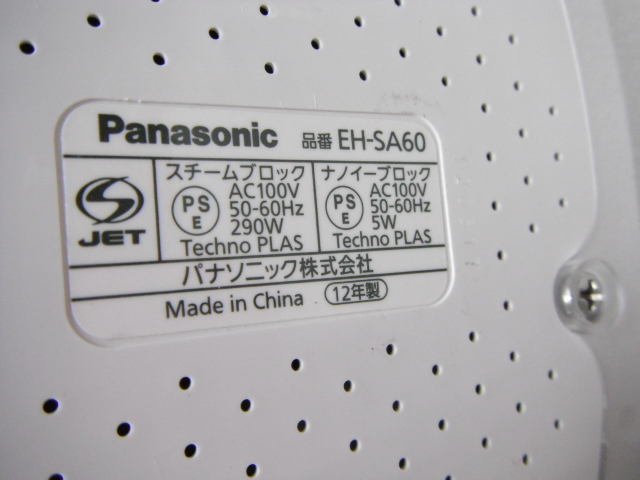 Panasonic 品番 EH-SA60
スチームブロック
PS E AC100V
50-60Hz
290W
Techno PLAS
ナノイーブロック
PS E AC100V
50-60Hz
5W
Techno PLAS
S JET
パナソニック株式会社
Made in China 12年製